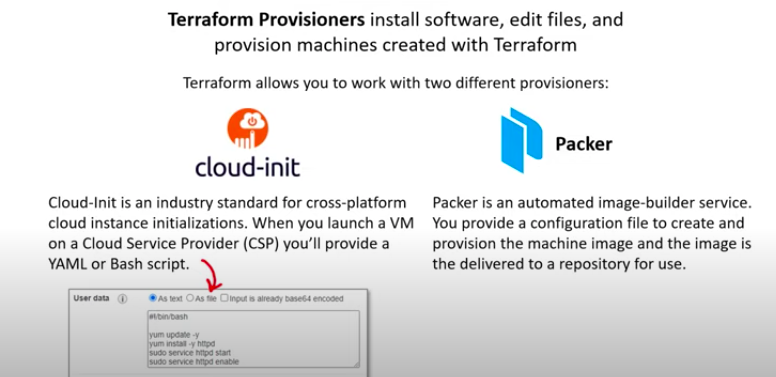 Terraform Provisioners install software, edit files, and
provision machines created with Terraform
Terraform allows you to work with two different provisioners:
cloud-init
Packer
Cloud-Init is an industry standard for cross-platform
cloud instance initializations. When you launch a VM
on a Cloud Service Provider (CSP) you'll provide a
YAML or Bash script.
Packer is an automated image-builder service.
You provide a configuration file to create and
provision the machine image and the image is
the delivered to a repository for use.
User data As text As file Input is already base64 encoded
#!/bin/bash
yum update -y
yum install -y httpd
sudo service httpd start
sudo service httpd enable